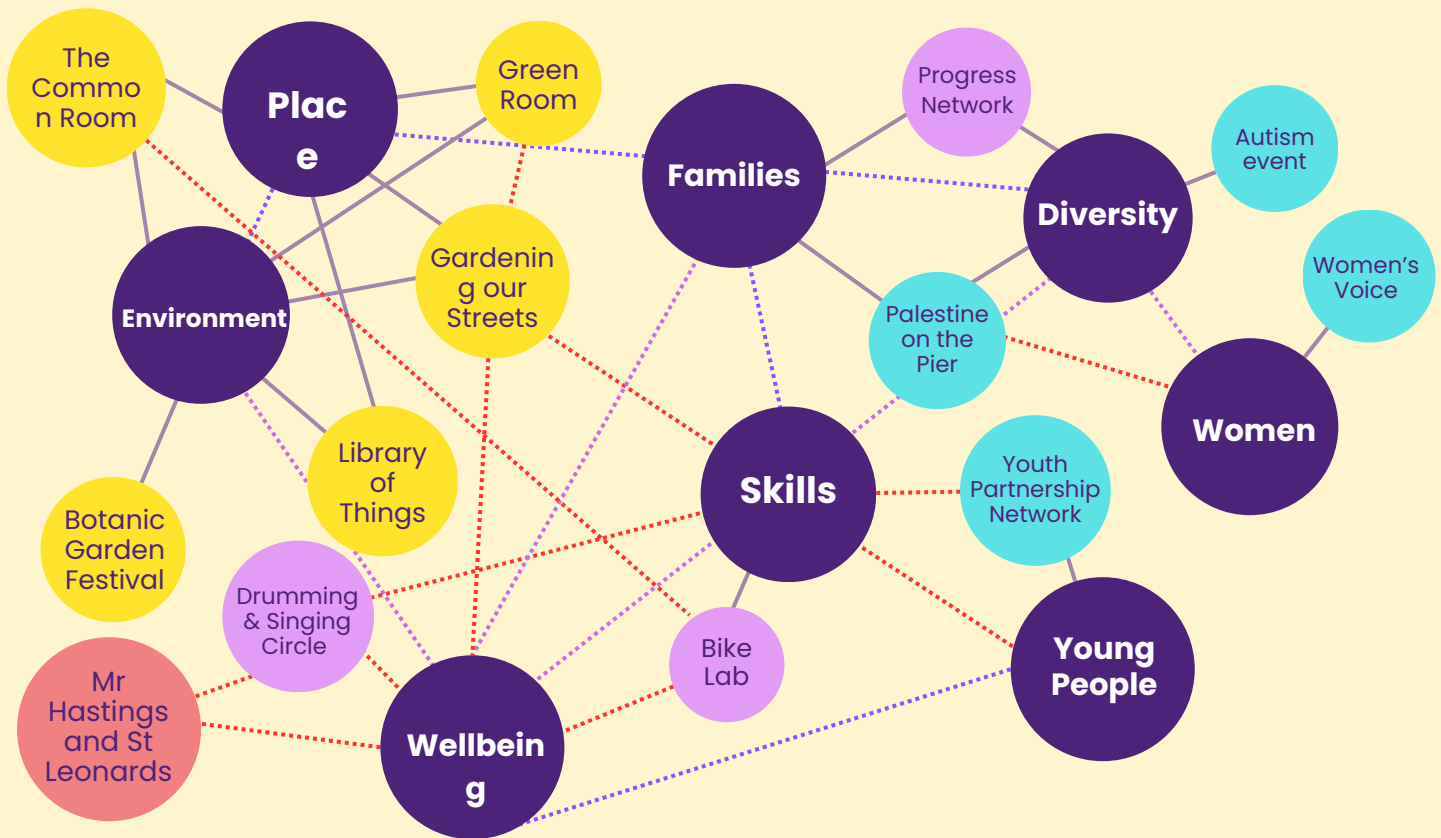 The
Commo
n Room
Plac
e
Green
Room
Families
Progress
Network
Autism
event
Diversity
Women's
Voice
Environment
Gardenin
g our
Streets
Palestine
on the
Pier
Women
Library
of
Things
Skills
Youth
Partnership
Network
Botanic
Garden
Festival
Drumming
& Singing
Circle
Bike
Lab
Young
People
Mr
Hastings
and St
Leonards
Wellbein
g